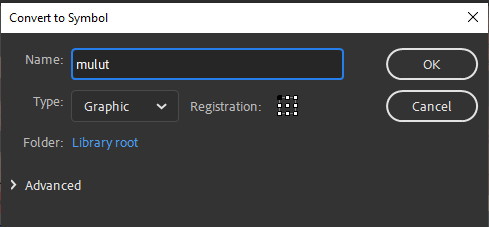 Convert to Symbol
Name: mulut OK
Type: Graphic Registration: Cancel
Folder: Library root
Advanced